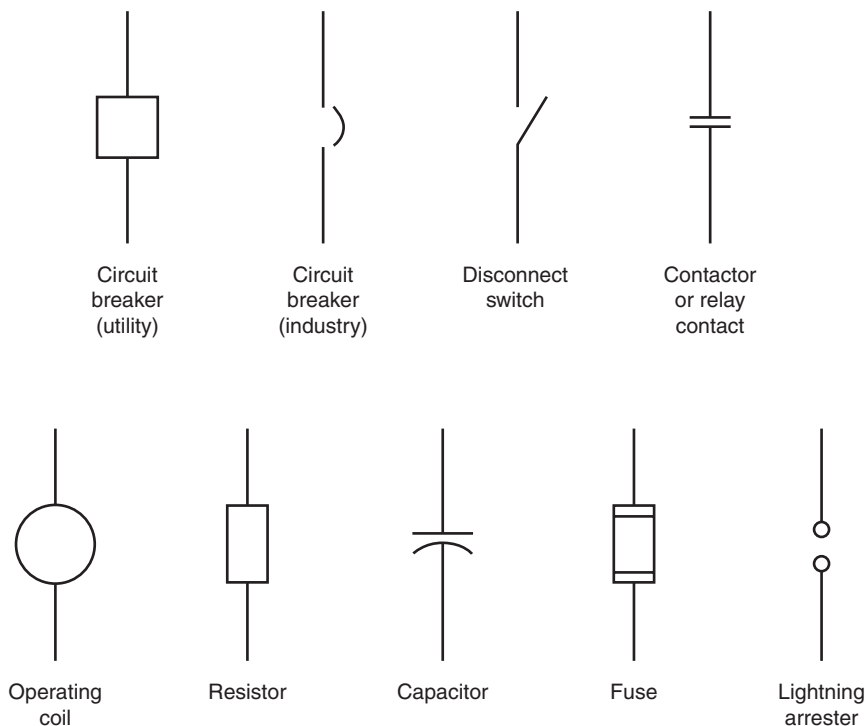 Circuit
breaker
(utility)
Circuit
breaker
(industry)
Disconnect
switch
Contactor
or relay
contact
Operating
coil
Resistor
Capacitor
Fuse
Lightning
arrester